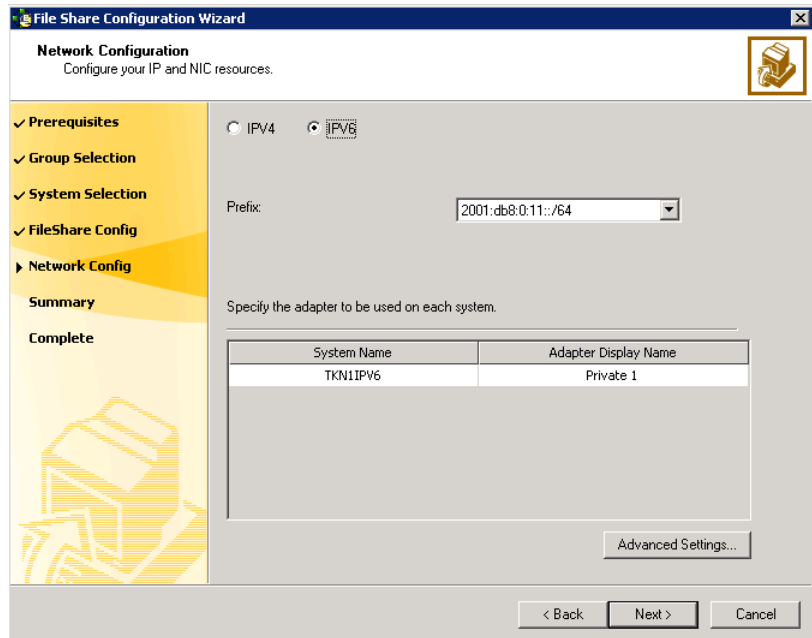 File Share Configuration Wizard
Network Configuration
Configure your IP and NIC resources.
Prerequisites
Group Selection
System Selection
FileShare Config
Network Config
Summary
Complete
IPV4 IPV6
Prefix: 2001:db8:0:11::/64
Specify the adapter to be used on each system.
System Name Adapter Display Name
TKN1IPV6 Private 1
Advanced Settings...
< Back Next > Cancel